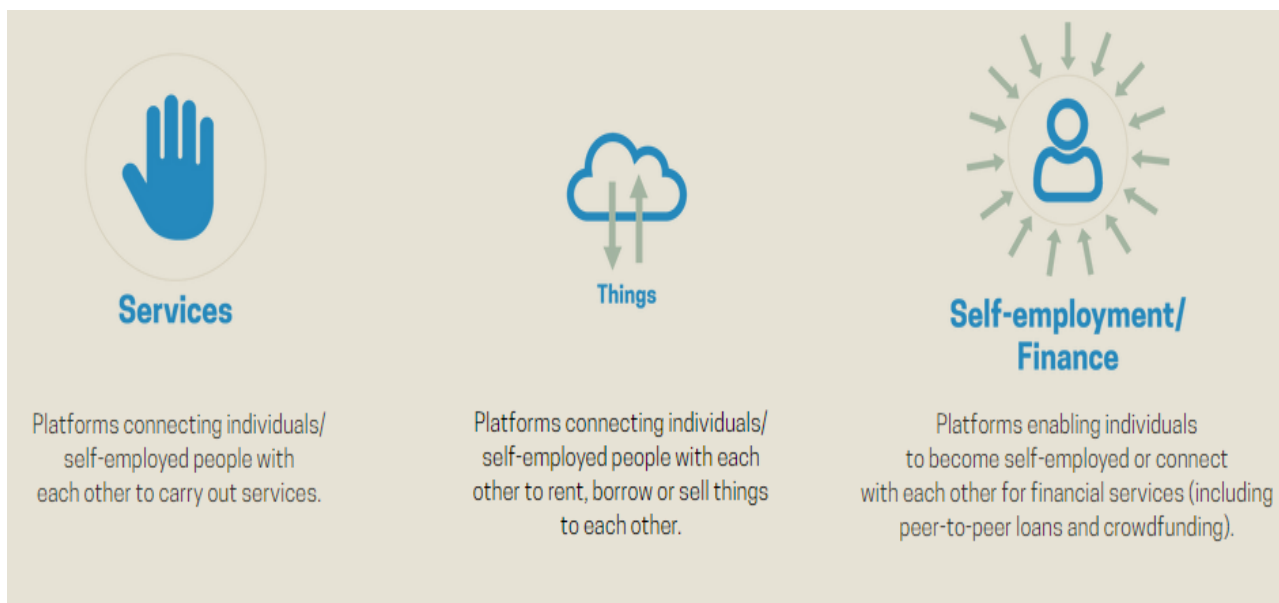 Services
Platforms connecting individuals/
self-employed people with
each other to carry out services.
Things
Platforms connecting individuals/
self-employed people with each
other to rent, borrow or sell things
to each other.
Self-employment/
Finance
Platforms enabling individuals
to become self-employed or connect
with each other for financial services (including
peer-to-peer loans and crowdfunding).